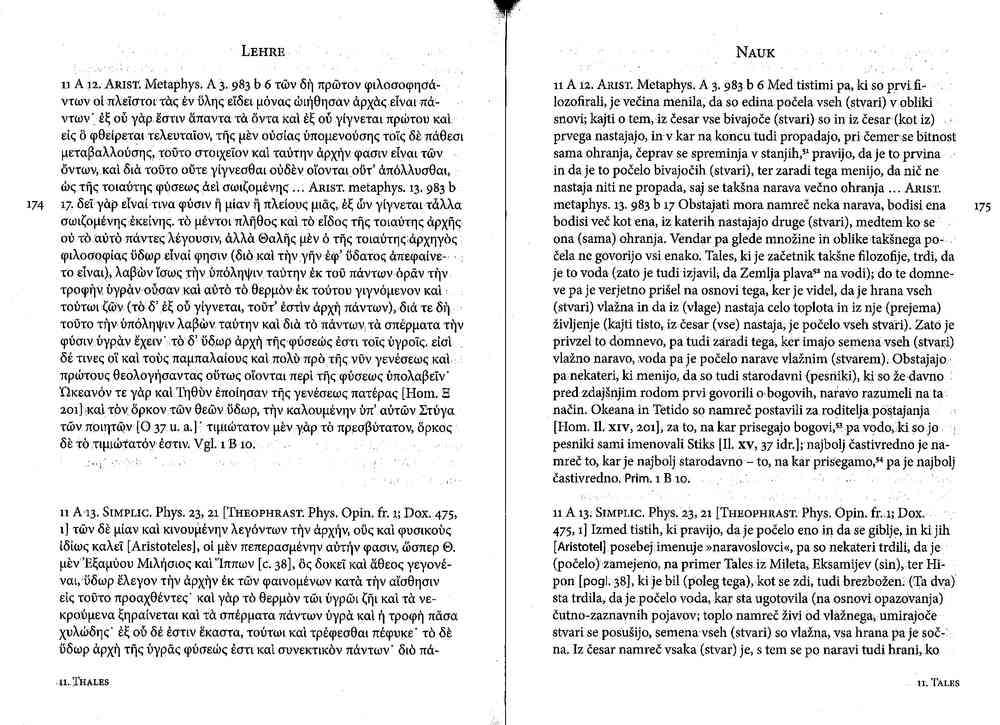 LEHRE
11 A 12. ARIST. Metaphys. A 3. 983 b 6 τῶν δὴ πρῶτον φιλοσοφησά-
ντων οἱ πλεῖστοι τὰς ἐν ὕλης εἴδει μόνας ὠιήθησαν ἀρχὰς εἶναι πά-
ντων· ἐξ οὗ γὰρ ἔστιν ἅπαντα τὰ ὄντα καὶ ἐξ οὗ γίγνεται πρώτου καὶ
εἰς ὃ φθείρεται τελευταῖον, τῆς μὲν οὐσίας ὑπομενούσης τοῖς δὲ πάθεσι
μεταβαλλούσης, τοῦτο στοιχεῖον καὶ ταύτην ἀρχήν φασιν εἶναι τῶν
ὄντων, καὶ διὰ τοῦτο οὔτε γίγνεσθαι οὐδὲν οἴονται οὔτ' ἀπόλλυσθαι,
ὡς τῆς τοιαύτης φύσεως ἀεὶ σωιζομένης ... ARIST. metaphys. 13. 983 b
174 17. δεῖ γὰρ εἶναί τινα φύσιν ἢ μίαν ἢ πλείους μιᾶς, ἐξ ὧν γίγνεται τἆλλα
σωιζομένης ἐκείνης. τὸ μέντοι πλῆθος καὶ τὸ εἶδος τῆς τοιαύτης ἀρχῆς
οὐ τὸ αὐτὸ πάντες λέγουσιν, ἀλλὰ Θαλῆς μὲν ὁ τῆς τοιαύτης ἀρχηγὸς
φιλοσοφίας ὕδωρ εἶναί φησιν (διὸ καὶ τὴν γῆν ἐφ' ὕδατος ἀπεφαίνε-
το εἶναι), λαβὼν ἴσως τὴν ὑπόληψιν ταύτην ἐκ τοῦ πάντων ὁρᾶν τὴν
τροφὴν ὑγρὰν οὖσαν καὶ αὐτὸ τὸ θερμὸν ἐκ τούτου γιγνόμενον καὶ
τούτωι ζῶν (τὸ δ' ἐξ οὗ γίγνεται, τοῦτ' ἐστὶν ἀρχὴ πάντων), διά τε δὴ
τοῦτο τὴν ὑπόληψιν λαβὼν ταύτην καὶ διὰ τὸ πάντων τὰ σπέρματα τὴν
φύσιν ὑγρὰν ἔχειν· τὸ δ' ὕδωρ ἀρχὴ τῆς φύσεώς ἐστι τοῖς ὑγροῖς. εἰσὶ
δέ τινες οἳ καὶ τοὺς παμπαλαίους καὶ πολὺ πρὸ τῆς νῦν γενέσεως καὶ
πρώτους θεολογήσαντας οὕτως οἴονται περὶ τῆς φύσεως ὑπολαβεῖν·
Ὠκεανόν τε γὰρ καὶ Τηθὺν ἐποίησαν τῆς γενέσεως πατέρας [Hom. Ξ
201] καὶ τὸν ὅρκον τῶν θεῶν ὕδωρ, τὴν καλουμένην ὑπ' αὐτῶν Στύγα
τῶν ποιητῶν [O 37 u. a.]· τιμιώτατον μὲν γὰρ τὸ πρεσβύτατον, ὅρκος
δὲ τὸ τιμιώτατόν ἐστιν. Vgl. 1 B 10.
11 A 13. SIMPLIC. Phys. 23, 21 [THEOPHRAST. Phys. Opin. fr. 1; Dox. 475,
1] τῶν δὲ μίαν καὶ κινουμένην λεγόντων τὴν ἀρχήν, οὓς καὶ φυσικοὺς
ἰδίως καλεῖ [Aristoteles], οἱ μὲν πεπερασμένην αὐτήν φασιν, ὥσπερ Θ.
μὲν Ἐξαμύου Μιλήσιος καὶ Ἵππων [c. 38], ὃς δοκεῖ καὶ ἄθεος γεγονέ-
ναι, ὕδωρ ἔλεγον τὴν ἀρχὴν ἐκ τῶν φαινομένων κατὰ τὴν αἴσθησιν
εἰς τοῦτο προαχθέντες· καὶ γὰρ τὸ θερμὸν τῶι ὑγρῶι ζῆι καὶ τὰ νε-
κρούμενα ξηραίνεται καὶ τὰ σπέρματα πάντων ὑγρὰ καὶ ἡ τροφὴ πᾶσα
χυλώδης· ἐξ οὗ δέ ἐστιν ἕκαστα, τούτωι καὶ τρέφεσθαι πέφυκε· τὸ δὲ
ὕδωρ ἀρχὴ τῆς ὑγρᾶς φύσεώς ἐστι καὶ συνεκτικὸν πάντων· διὸ πά-
11. THALES
NAUK
11 A 12. ARIST. Metaphys. A 3. 983 b 6 Med tistimi pa, ki so prvi fi-
lozofirali, je večina menila, da so edina počela vseh (stvari) v obliki
snovi; kajti o tem, iz česar vse bivajoče (stvari) so in iz česar (kot iz)
prvega nastajajo, in v kar na koncu tudi propadajo, pri čemer se bitnost
sama ohranja, čeprav se spreminja v stanjih,⁵¹ pravijo, da je to prvina
in da je to počelo bivajočih (stvari), ter zaradi tega menijo, da nič ne
nastaja niti ne propada, saj se takšna narava večno ohranja ... ARIST.
metaphys. 13. 983 b 17 Obstajati mora namreč neka narava, bodisi ena 175
bodisi več kot ena, iz katerih nastajajo druge (stvari), medtem ko se
ona (sama) ohranja. Vendar pa glede množine in oblike takšnega po-
čela ne govorijo vsi enako. Tales, ki je začetnik takšne filozofije, trdi, da
je to voda (zato je tudi izjavil, da Zemlja plava⁵² na vodi); do te domne-
ve pa je verjetno prišel na osnovi tega, ker je videl, da je hrana vseh
(stvari) vlažna in da iz (vlage) nastaja celo toplota in iz nje (prejema)
življenje (kajti tisto, iz česar (vse) nastaja, je počelo vseh stvari). Zato je
privzel to domnevo, pa tudi zaradi tega, ker imajo semena vseh (stvari)
vlažno naravo, voda pa je počelo narave vlažnim (stvarem). Obstajajo
pa nekateri, ki menijo, da so tudi starodavni (pesniki), ki so že davno
pred zdajšnjim rodom prvi govorili o bogovih, naravo razumeli na ta
način. Okeana in Tetido so namreč postavili za roditelja postajanja
[Hom. Il. XIV, 201], za to, na kar prisegajo bogovi,⁵³ pa vodo, ki so jo
pesniki sami imenovali Stiks [Il. XV, 37 idr.]; najbolj častivredno je na-
mreč to, kar je najbolj starodavno – to, na kar prisegamo,⁵⁴ pa je najbolj
častivredno. Prim. 1 B 10.
11 A 13. SIMPLIC. Phys. 23, 21 [THEOPHRAST. Phys. Opin. fr. 1; Dox.
475, 1] Izmed tistih, ki pravijo, da je počelo eno in da se giblje, in ki jih
[Aristotel] posebej imenuje »naravoslovci«, pa so nekateri trdili, da je
(počelo) zamejeno, na primer Tales iz Mileta, Eksamijev (sin), ter Hi-
pon [pogl. 38], ki je bil (poleg tega), kot se zdi, tudi brezbožen. (Ta dva)
sta trdila, da je počelo voda, kar sta ugotovila (na osnovi opazovanja)
čutno-zaznavnih pojavov; toplo namreč živi od vlažnega, umirajoče
stvari se posušijo, semena vseh (stvari) so vlažna, vsa hrana pa je soč-
na. Iz česar namreč vsaka (stvar) je, s tem se po naravi tudi hrani, ko
11. TALES